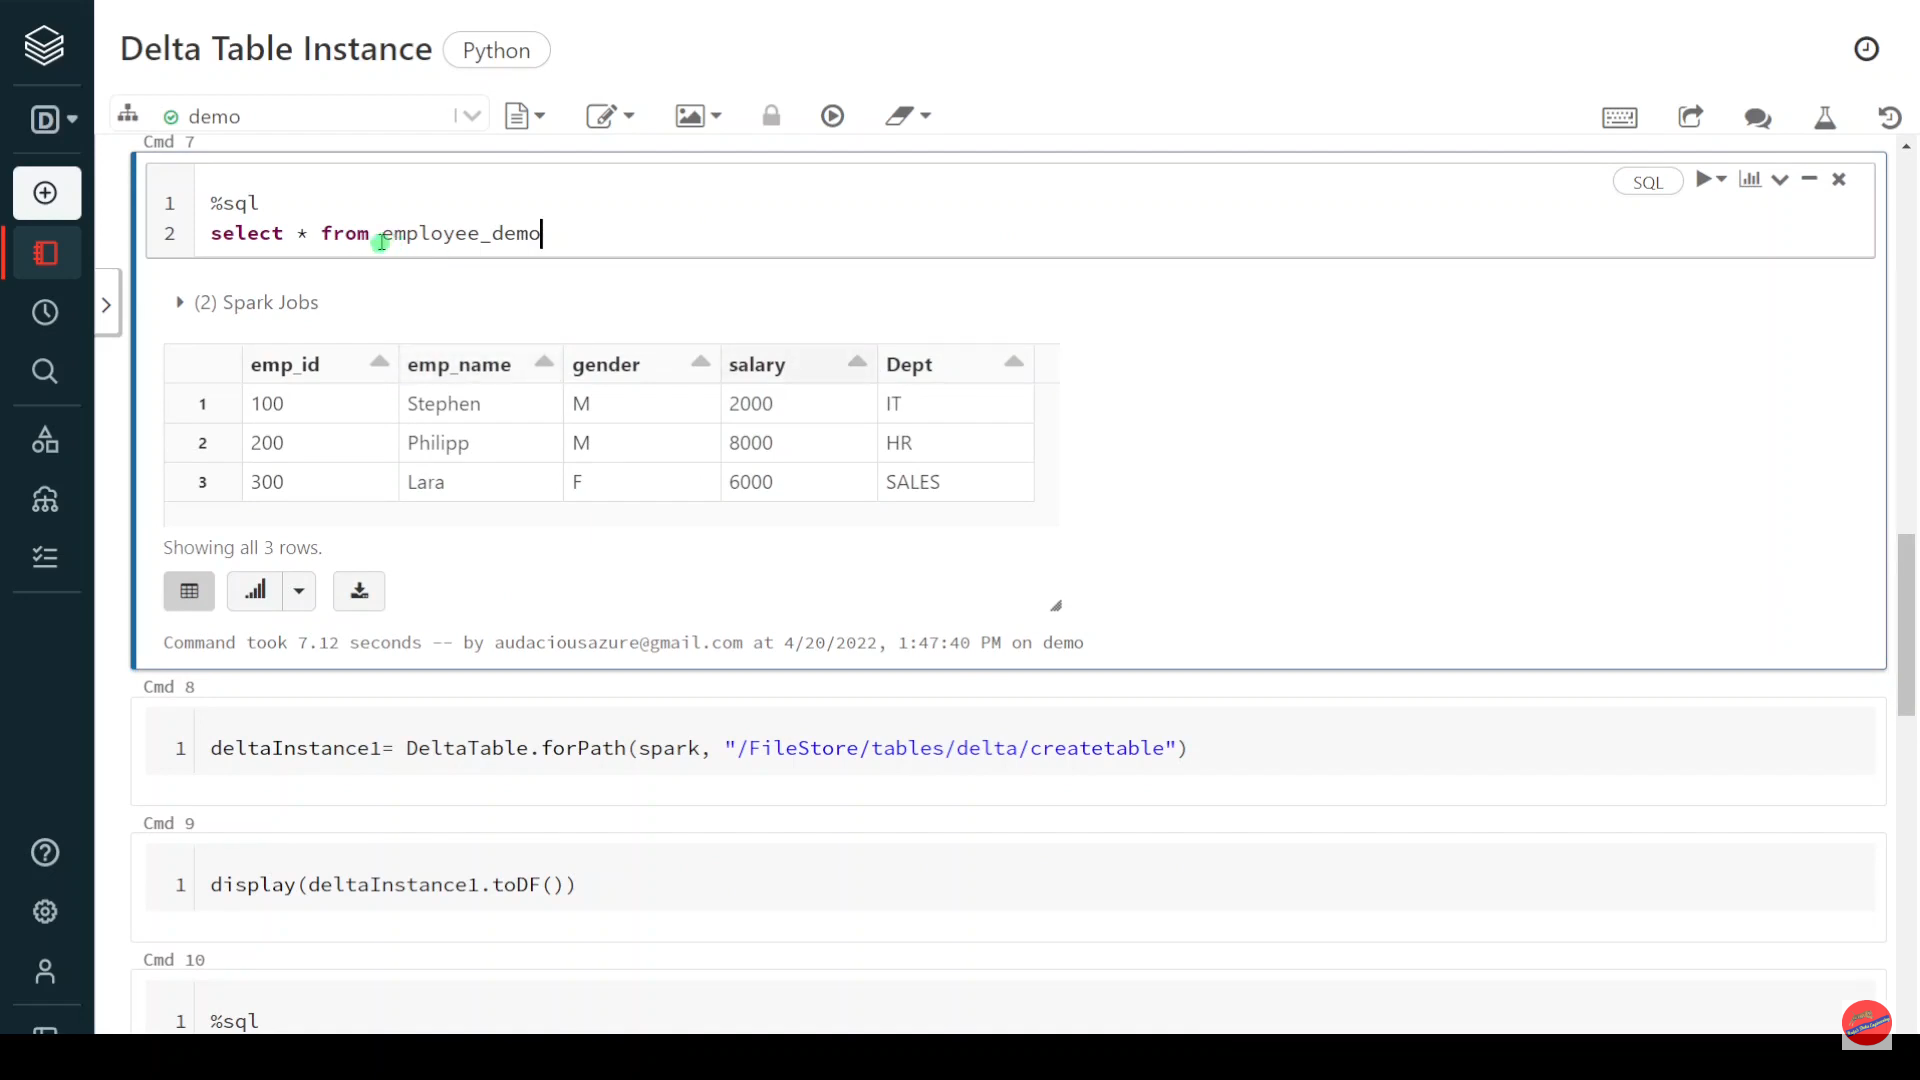 Delta Table Instance Python
demo
Cmd 7
SQL
1 %sql
2 select * from employee_demo
(2) Spark Jobs
emp_id emp_name gender salary Dept
1 100 Stephen M 2000 IT
2 200 Philipp M 8000 HR
3 300 Lara F 6000 SALES
Showing all 3 rows.
Command took 7.12 seconds -- by audaciousazure@gmail.com at 4/20/2022, 1:47:40 PM on demo
Cmd 8
1 deltaInstance1= DeltaTable.forPath(spark, "/FileStore/tables/delta/createtable")
Cmd 9
1 display(deltaInstance1.toDF())
Cmd 10
1 %sql